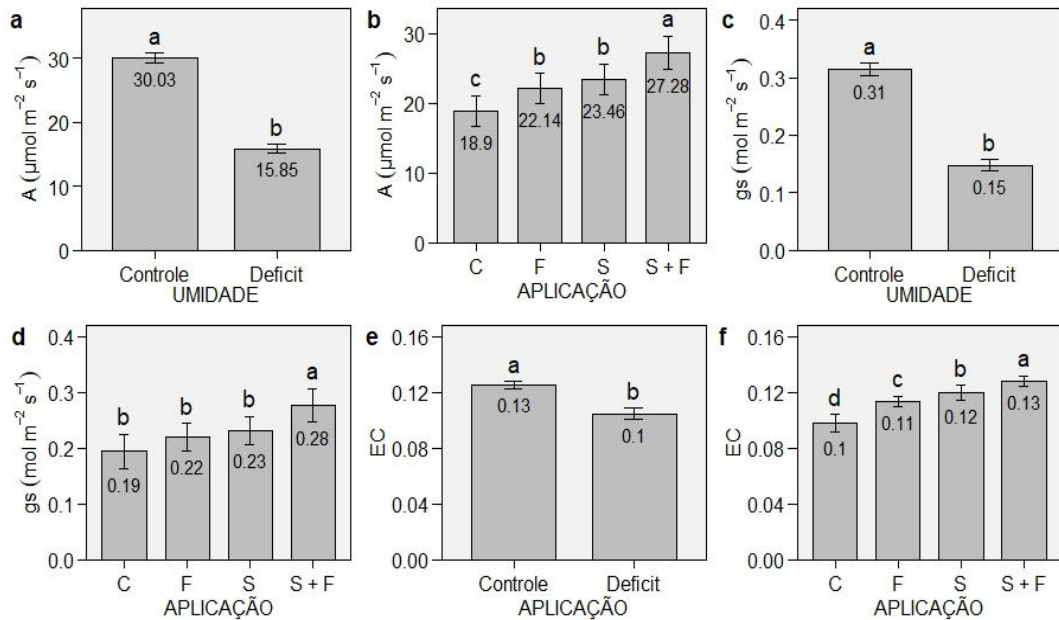 a
A (µmol m⁻² s⁻¹)
30
20
10
0
a
30.03
b
15.85
Controle Deficit
UMIDADE
b
A (µmol m⁻² s⁻¹)
30
20
10
0
c
18.9
b
22.14
b
23.46
a
27.28
C F S S + F
APLICAÇÃO
c
gs (mol m⁻² s⁻¹)
0.4
0.3
0.2
0.1
0.0
a
0.31
b
0.15
Controle Deficit
UMIDADE
d
gs (mol m⁻² s⁻¹)
0.4
0.3
0.2
0.1
0.0
b
0.19
b
0.22
b
0.23
a
0.28
C F S S + F
APLICAÇÃO
e
EC
0.16
0.12
0.08
0.04
0.00
a
0.13
b
0.1
Controle Deficit
APLICAÇÃO
f
EC
0.16
0.12
0.08
0.04
0.00
d
0.1
c
0.11
b
0.12
a
0.13
C F S S + F
APLICAÇÃO